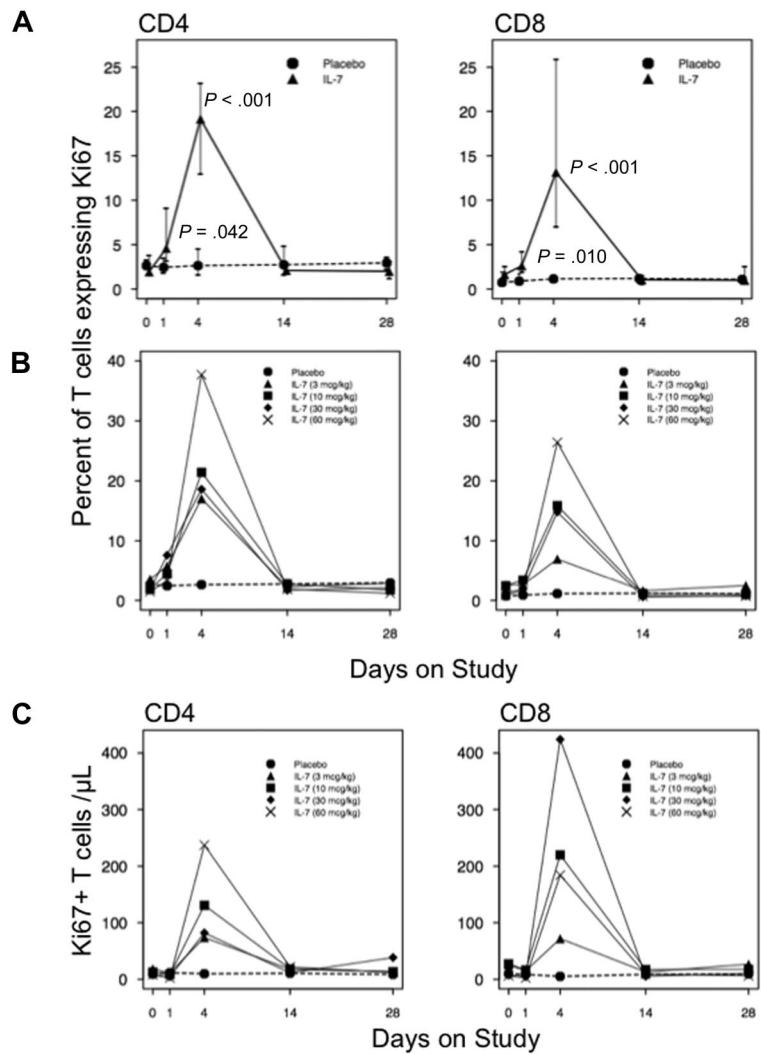 A
CD4
CD8
Percent of T cells expressing Ki67
25
20
15
10
5
0
Placebo
IL-7
P < .001
P = .042
0 1 4 14 28
25
20
15
10
5
0
Placebo
IL-7
P < .001
P = .010
0 1 4 14 28
B
40
30
20
10
0
Placebo
IL-7 (3 mcg/kg)
IL-7 (10 mcg/kg)
IL-7 (30 mcg/kg)
IL-7 (60 mcg/kg)
0 1 4 14 28
40
30
20
10
0
Placebo
IL-7 (3 mcg/kg)
IL-7 (10 mcg/kg)
IL-7 (30 mcg/kg)
IL-7 (60 mcg/kg)
0 1 4 14 28
Days on Study
C
CD4
CD8
Ki67+ T cells /µL
400
300
200
100
0
Placebo
IL-7 (3 mcg/kg)
IL-7 (10 mcg/kg)
IL-7 (30 mcg/kg)
IL-7 (60 mcg/kg)
0 1 4 14 28
400
300
200
100
0
Placebo
IL-7 (3 mcg/kg)
IL-7 (10 mcg/kg)
IL-7 (30 mcg/kg)
IL-7 (60 mcg/kg)
0 1 4 14 28
Days on Study